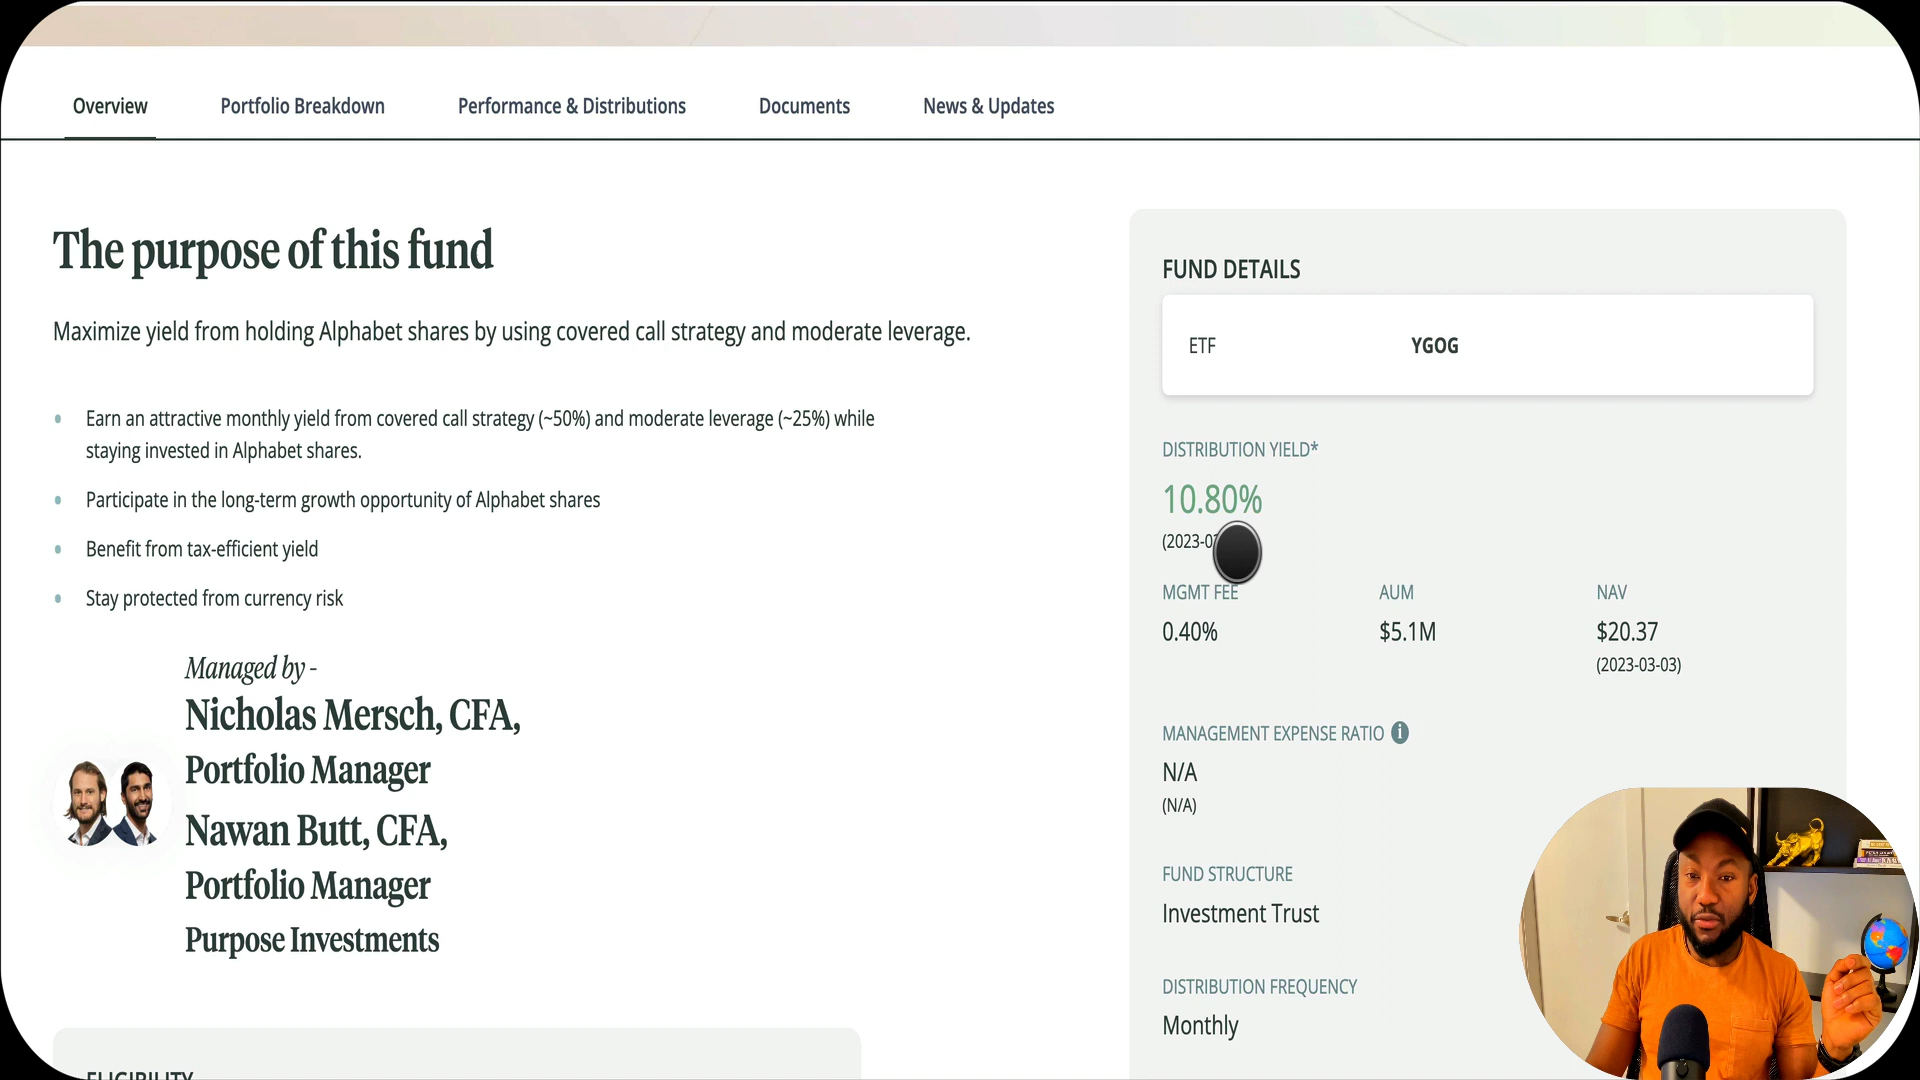 Overview
Portfolio Breakdown
Performance & Distributions
Documents
News & Updates
The purpose of this fund
Maximize yield from holding Alphabet shares by using covered call strategy and moderate leverage.
Earn an attractive monthly yield from covered call strategy (~50%) and moderate leverage (~25%) while
staying invested in Alphabet shares.
Participate in the long-term growth opportunity of Alphabet shares
Benefit from tax-efficient yield
Stay protected from currency risk
Managed by -
Nicholas Mersch, CFA,
Portfolio Manager
Nawan Butt, CFA,
Portfolio Manager
Purpose Investments
ELIGIBILITY
FUND DETAILS
ETF YGOG
DISTRIBUTION YIELD*
10.80%
MGMT FEE AUM NAV
0.40% $5.1M $20.37
(2023-03-03)
MANAGEMENT EXPENSE RATIO i
N/A
(N/A)
FUND STRUCTURE
Investment Trust
DISTRIBUTION FREQUENCY
Monthly